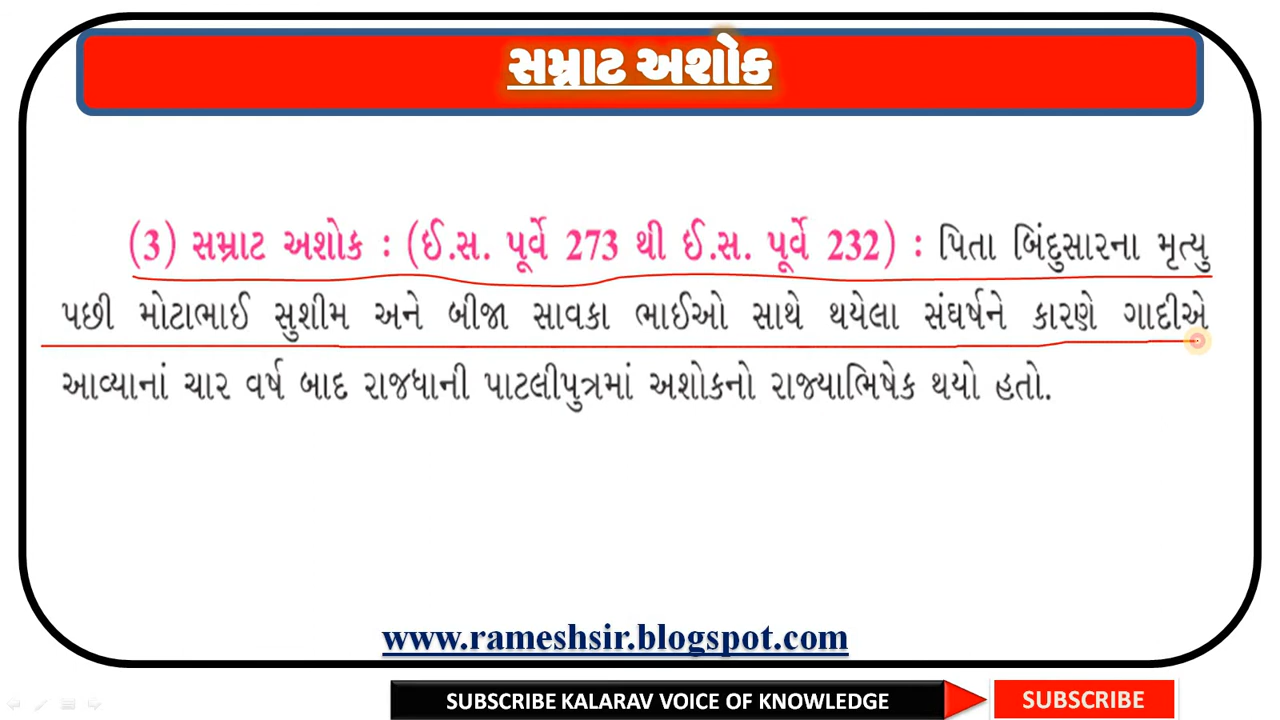 સમ્રાટ અશોક
(3) સમ્રાટ અશોક : (ઈ.સ. પૂર્વે 273 થી ઈ.સ. પૂર્વે 232) : પિતા બિંદુસારના મૃત્યુ
પછી મોટાભાઈ સુશીમ અને બીજા સાવકા ભાઈઓ સાથે થયેલા સંઘર્ષને કારણે ગાદીએ
આવ્યાનાં ચાર વર્ષ બાદ રાજધાની પાટલીપુત્રમાં અશોકનો રાજ્યાભિષેક થયો હતો.
www.rameshsir.blogspot.com
SUBSCRIBE KALARAV VOICE OF KNOWLEDGE SUBSCRIBE